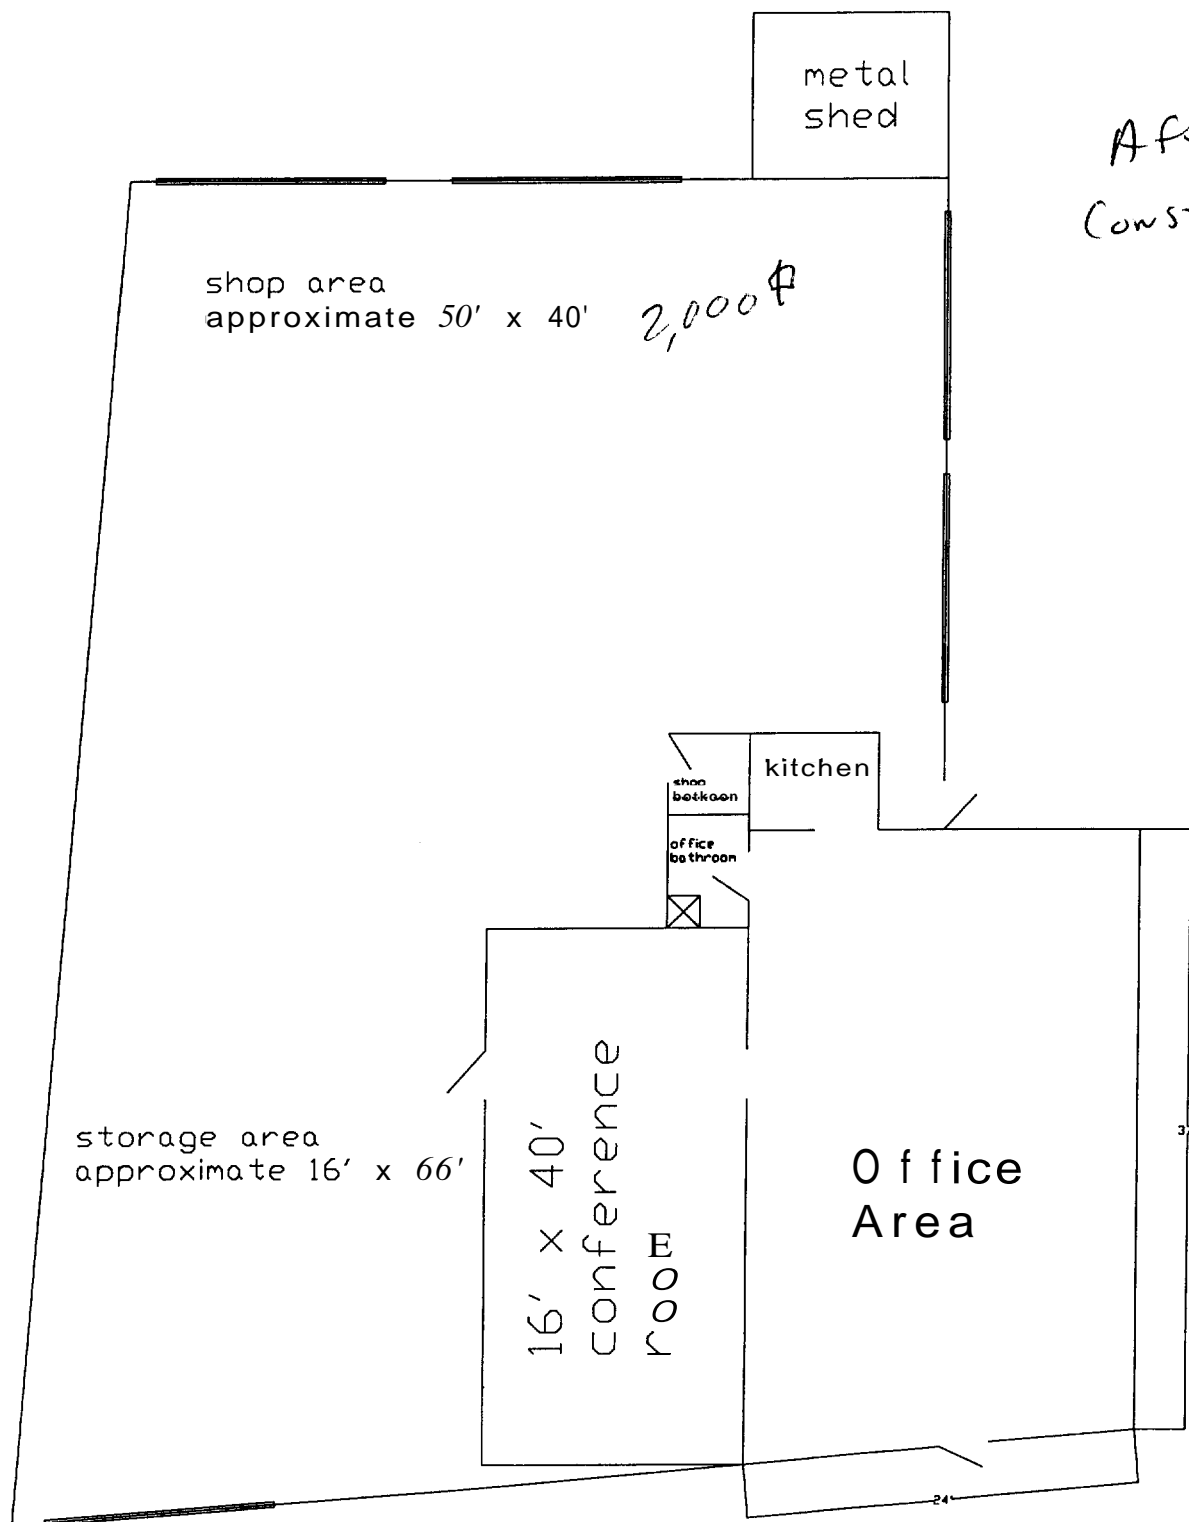 metal
shed
shop area
approximate 50' x 40' 2,000
kitchen
shop
office
bathroom
storage area
approximate 16' x 66'
16' x 40'
conference
room
Office
Area
24'